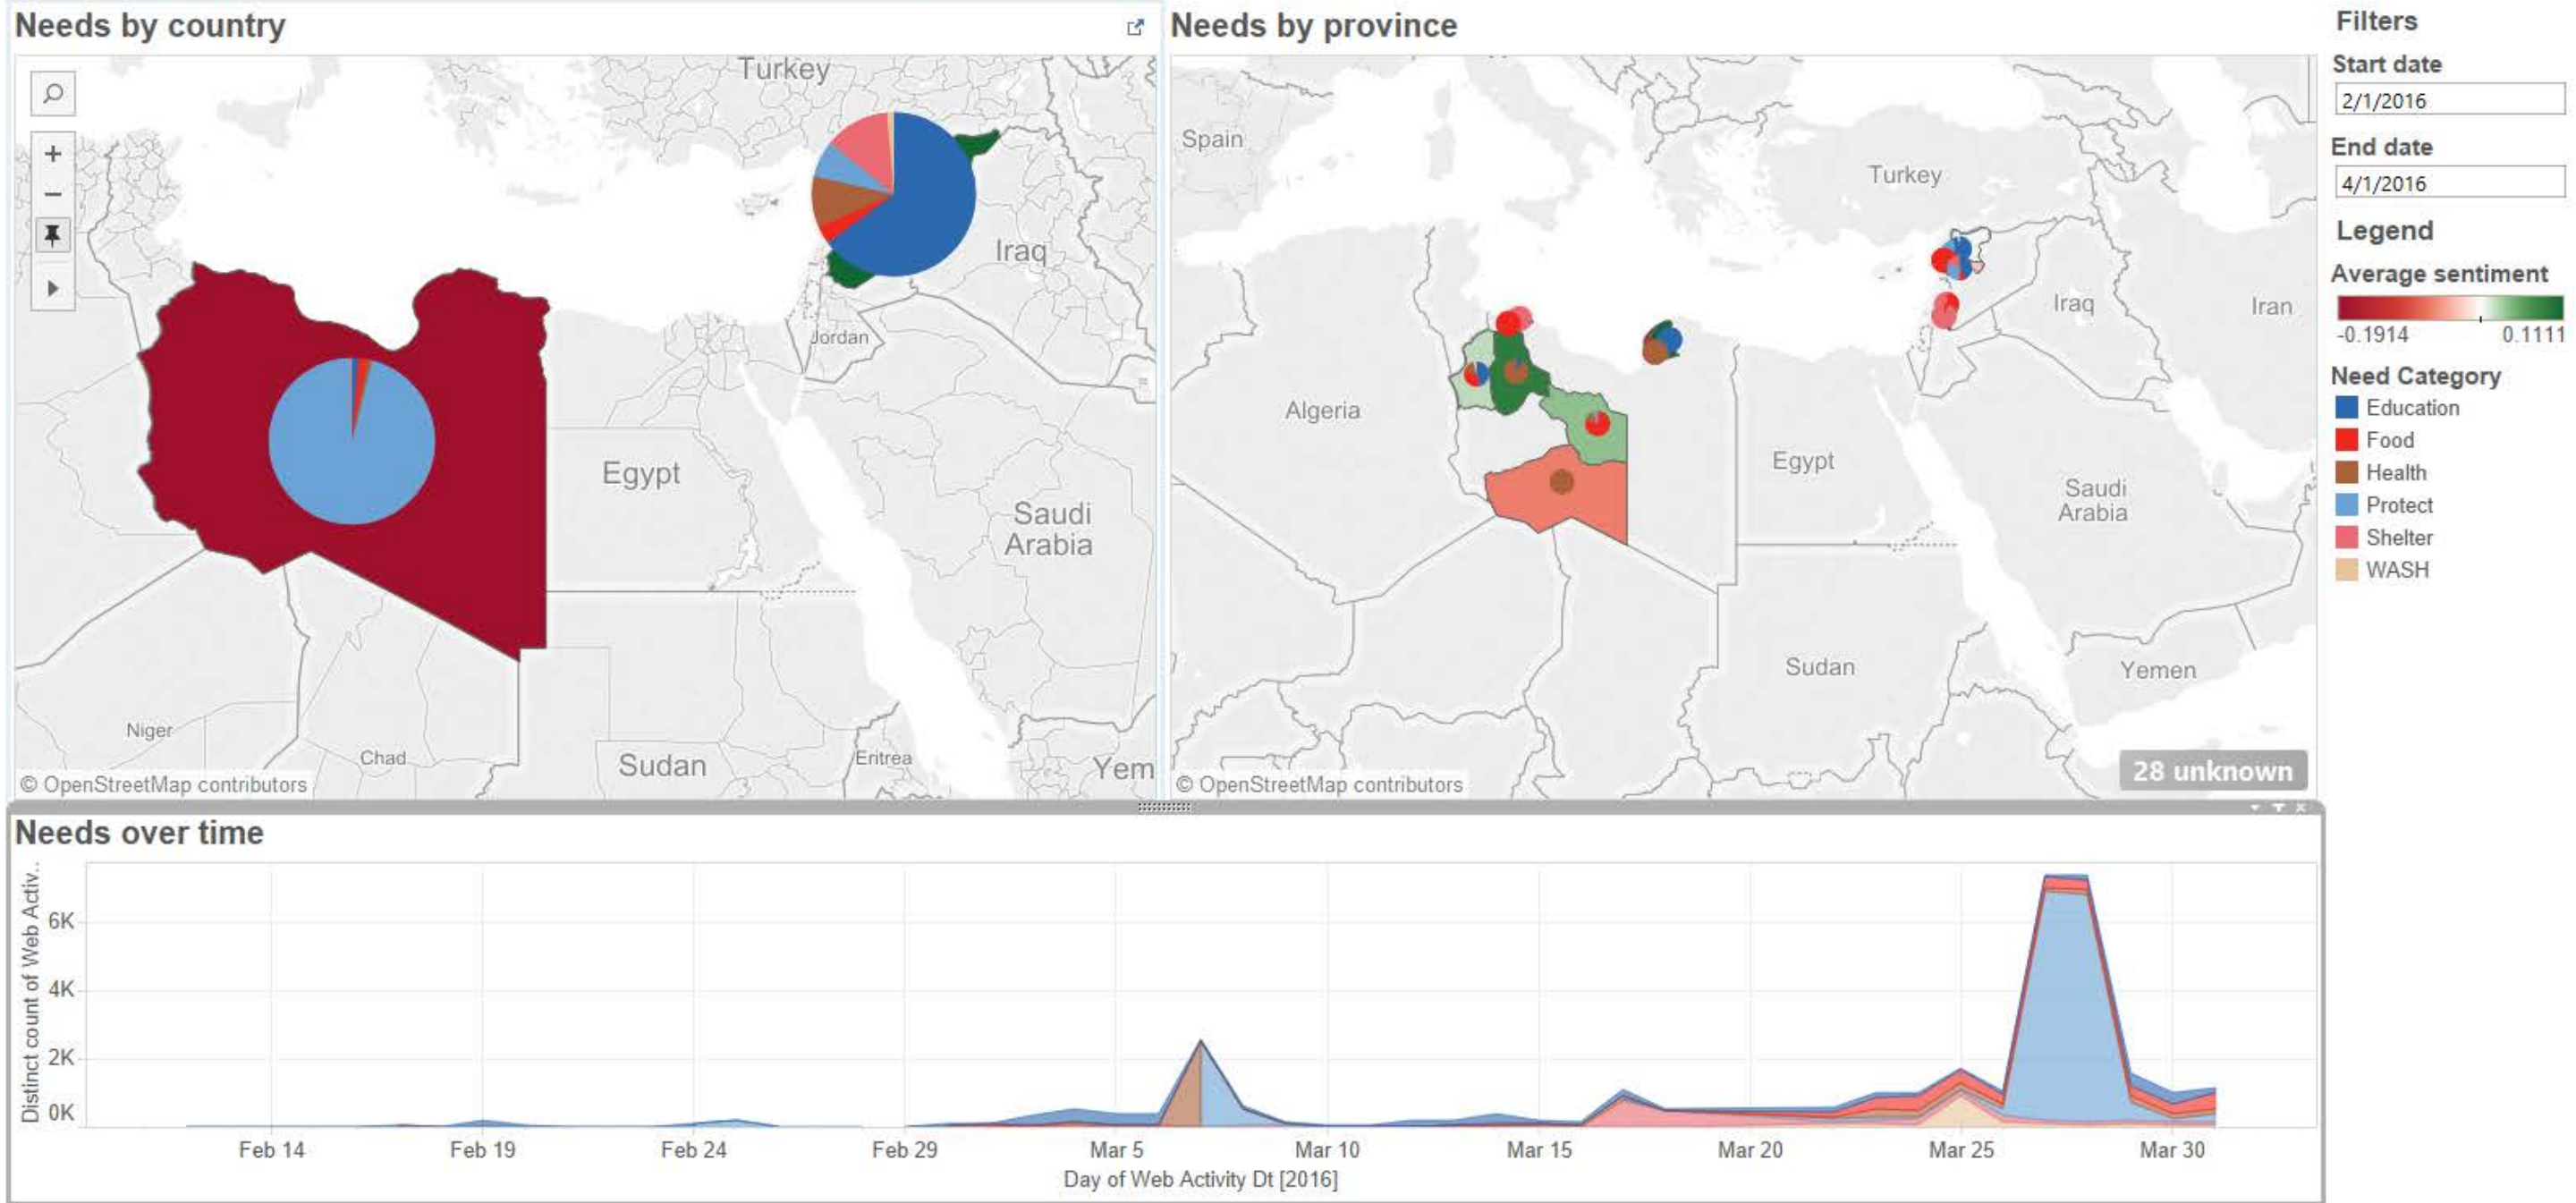 Needs by country
Turkey
Iraq
Jordan
Egypt
Saudi
Arabia
Niger
Chad
Sudan
Eritrea
Yem
© OpenStreetMap contributors
Needs by province
Spain
Turkey
Iraq
Iran
Algeria
Egypt
Saudi
Arabia
Sudan
Yemen
28 unknown
© OpenStreetMap contributors
Filters
Start date
2/1/2016
End date
4/1/2016
Legend
Average sentiment
-0.1914 0.1111
Need Category
Education
Food
Health
Protect
Shelter
WASH
Needs over time
Distinct count of Web Activ..
6K
4K
2K
0K
Feb 14 Feb 19 Feb 24 Feb 29 Mar 5 Mar 10 Mar 15 Mar 20 Mar 25 Mar 30
Day of Web Activity Dt [2016]